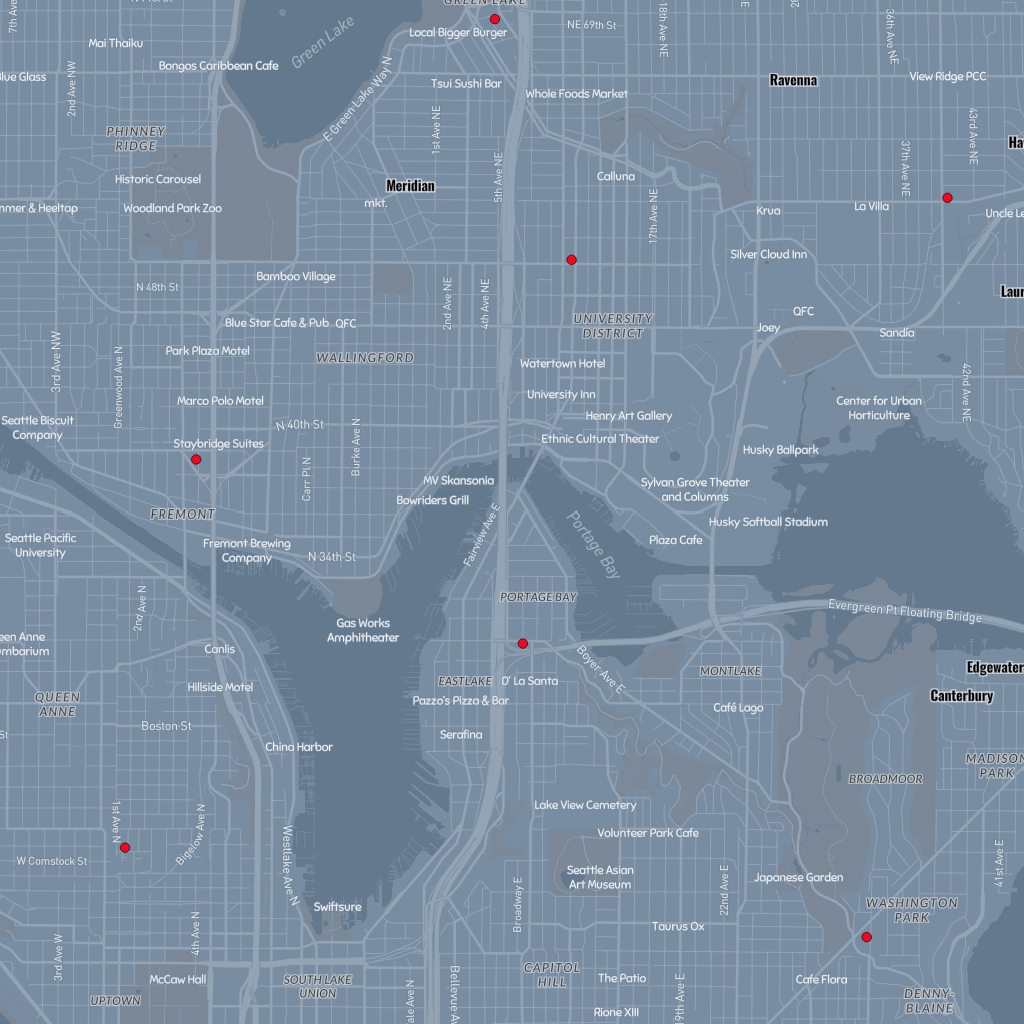 GREEN LAKE
7th Ave
18th Ave NE
36th Ave NE
NE 69th St
Green Lake
Local Bigger Burger
Mai Thaiku
Bongos Caribbean Cafe
Blue Glass
2nd Ave NW
Tsui Sushi Bar
Whole Foods Market
Ravenna
View Ridge PCC
E Green Lake Way N
1st Ave NE
43rd Ave NE
PHINNEY
RIDGE
37th Ave NE
Historic Carousel
Meridian
5th Ave NE
Calluna
Woodland Park Zoo
mkt.
17th Ave NE
Krua
La Villa
mmer & Heeltap
Silver Cloud Inn
Bamboo Village
N 48th St
2nd Ave NE
4th Ave NE
Blue Star Cafe & Pub
QFC
UNIVERSITY
DISTRICT
QFC
Joey
Sandía
3rd Ave NW
Park Plaza Motel
WALLINGFORD
Watertown Hotel
Greenwood Ave N
42nd Ave NE
Marco Polo Motel
University Inn
Center for Urban
Horticulture
Henry Art Gallery
Seattle Biscuit
Company
N 40th St
Burke Ave N
Staybridge Suites
Ethnic Cultural Theater
Husky Ballpark
Carr Pl N
MV Skansonia
Sylvan Grove Theater
and Columns
Bowriders Grill
FREMONT
Fairview Ave E
Portage Bay
Husky Softball Stadium
Seattle Pacific
University
Fremont Brewing
Company
N 34th St
Plaza Cafe
2nd Ave N
PORTAGE BAY
Gas Works
Amphitheater
Evergreen Pt Floating Bridge
een Anne
umbarium
Canlis
Boyer Ave E
MONTLAKE
Edgewater
Hillside Motel
EASTLAKE
O' La Santa
Canterbury
QUEEN
ANNE
Pazzo's Pizza & Bar
Café Lago
Boston St
Serafina
China Harbor
MADISON
PARK
BROADMOOR
1st Ave N
Lake View Cemetery
Bigelow Ave N
Westlake Ave N
Volunteer Park Cafe
W Comstock St
41st Ave E
Seattle Asian
Art Museum
22nd Ave E
Japanese Garden
Broadway E
Swiftsure
WASHINGTON
PARK
4th Ave N
Taurus Ox
3rd Ave W
McCaw Hall
SOUTH LAKE
UNION
CAPITOL
HILL
The Patio
Cafe Flora
UPTOWN
DENNY-
BLAINE
Rione XIII
19th Ave E